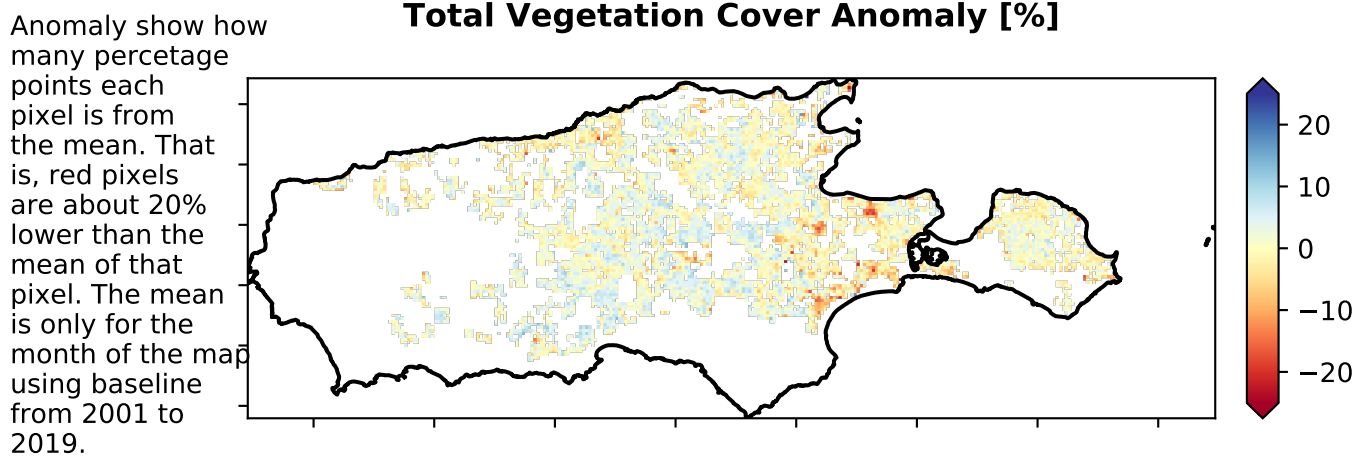 Total Vegetation Cover Anomaly [%]
Anomaly show how
many percetage
points each
pixel is from
the mean. That
is, red pixels
are about 20%
lower than the
mean of that
pixel. The mean
is only for the
month of the map
using baseline
from 2001 to
2019.
20
10
0
−10
−20